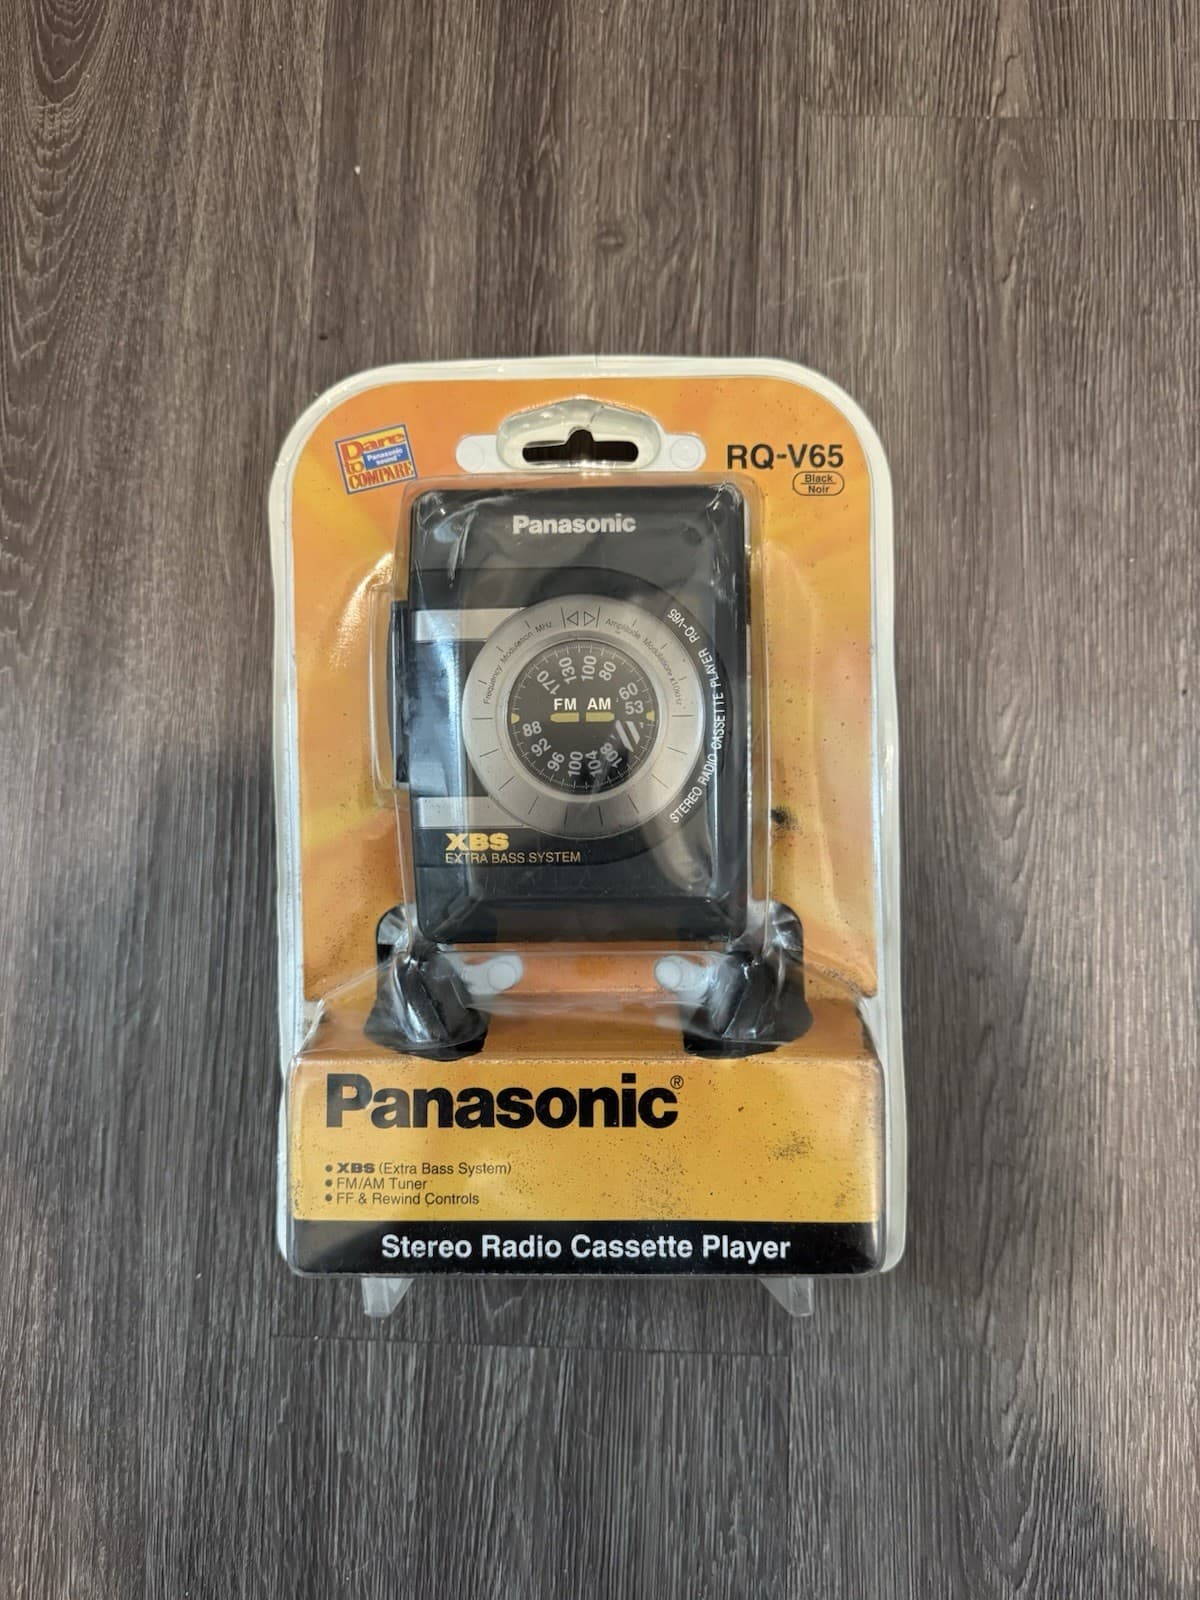 Dare
to
Panasonic
sound™
COMPARE
RQ-V65
Black
Noir
Panasonic
Frequency Modulation MHz
Amplitude Modulation
STEREO RADIO CASSETTE PLAYER RQ-V65
170 130 100 80 60 53
FM AM
88 92 96 100 104 108
XBS
EXTRA BASS SYSTEM
Panasonic®
• XBS (Extra Bass System)
• FM/AM Tuner
• FF & Rewind Controls
Stereo Radio Cassette Player